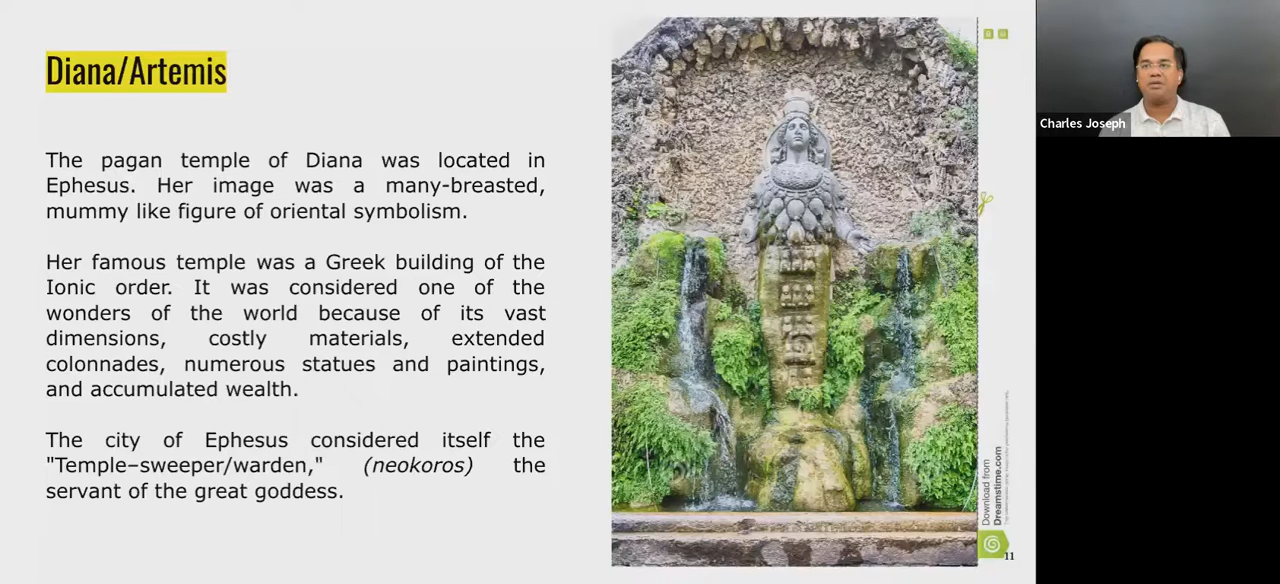 Diana/Artemis
The pagan temple of Diana was located in
Ephesus. Her image was a many-breasted,
mummy like figure of oriental symbolism.
Her famous temple was a Greek building of the
Ionic order. It was considered one of the
wonders of the world because of its vast
dimensions, costly materials, extended
colonnades, numerous statues and paintings,
and accumulated wealth.
The city of Ephesus considered itself the
"Temple–sweeper/warden," (neokoros) the
servant of the great goddess.
Download from
Dreamstime.com
11
Charles Joseph